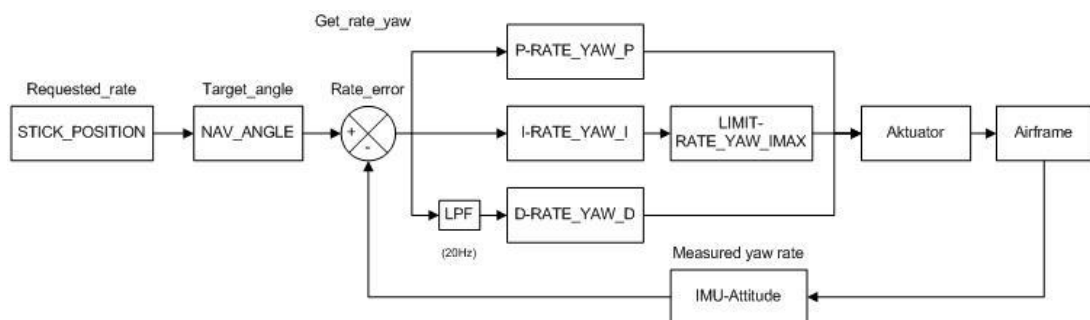 Get_rate_yaw
P-RATE_YAW_P
Requested_rate
Target_angle
Rate_error
STICK_POSITION
NAV_ANGLE
+
-
I-RATE_YAW_I
LIMIT-
RATE_YAW_IMAX
Aktuator
Airframe
LPF
(20Hz)
D-RATE_YAW_D
Measured yaw rate
IMU-Attitude